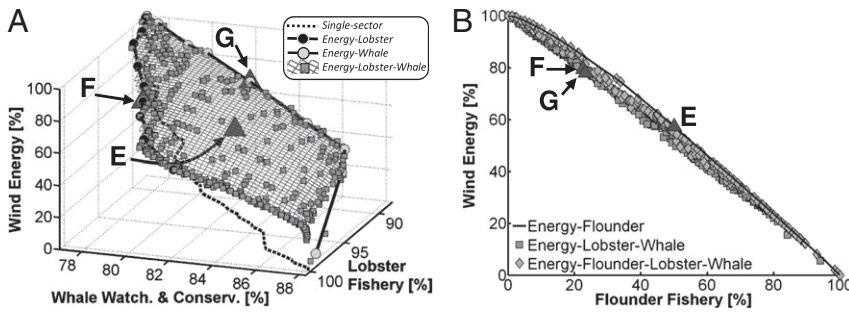 A
Single-sector
Energy-Lobster
Energy-Whale
Energy-Lobster-Whale
G
F
E
Wind Energy [%]
100
80
60
40
20
0
78
80
82
84
86
88
Whale Watch. & Conserv. [%]
90
95
100
Lobster
Fishery [%]
B
Wind Energy [%]
100
80
60
40
20
0
F
G
E
Energy-Flounder
Energy-Lobster-Whale
Energy-Flounder-Lobster-Whale
0
20
40
60
80
100
Flounder Fishery [%]